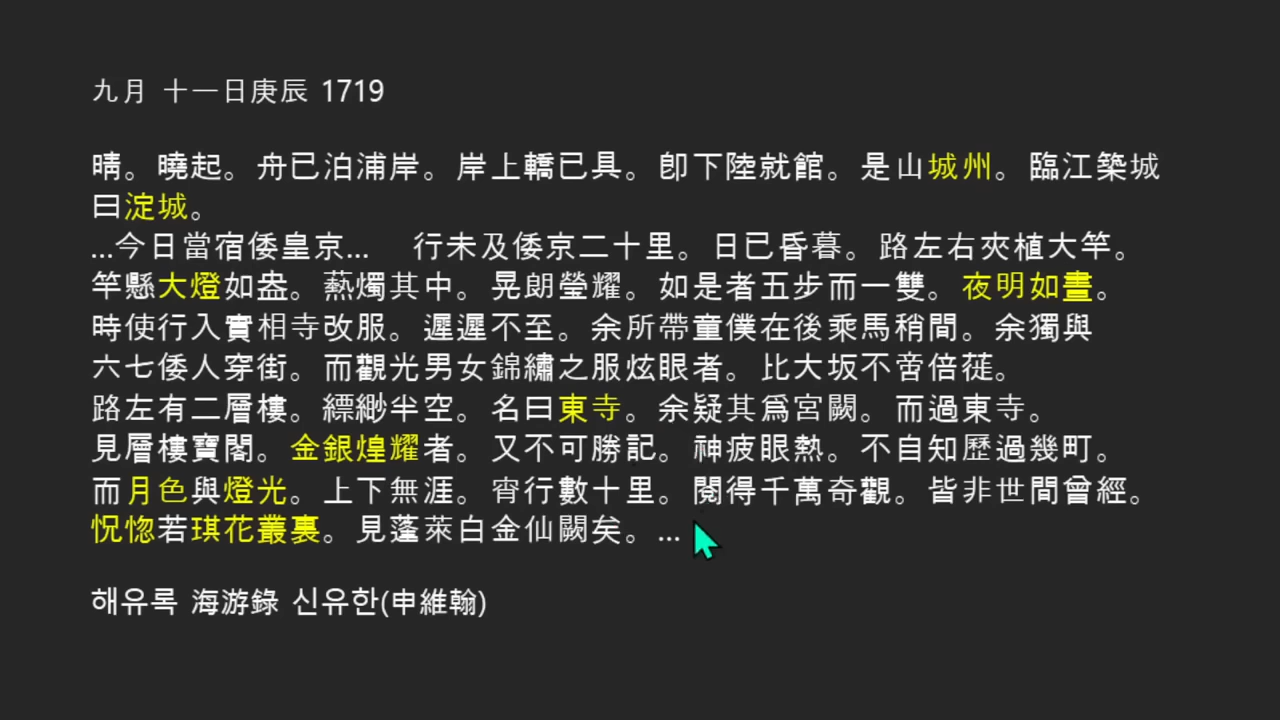 九月 十一日庚辰 1719
晴。曉起。舟已泊浦岸。岸上轎已具。卽下陸就館。是山城州。臨江築城
曰淀城。
...今日當宿倭皇京... 行未及倭京二十里。日已昏暮。路左右夾植大竿。
竿懸大燈如盎。爇燭其中。晃朗瑩耀。如是者五步而一雙。夜明如晝。
時使行入實相寺改服。遲遲不至。余所帶童僕在後乘馬稍間。余獨與
六七倭人穿街。而觀光男女錦繡之服炫眼者。比大坂不啻倍蓰。
路左有二層樓。縹緲半空。名曰東寺。余疑其爲宮闕。而過東寺。
見層樓寶閣。金銀煌耀者。又不可勝記。神疲眼熱。不自知歷過幾町。
而月色與燈光。上下無涯。宵行數十里。閱得千萬奇觀。皆非世間曾經。
怳惚若琪花叢裏。見蓬萊白金仙闕矣。...
해유록 海游錄 신유한(申維翰)